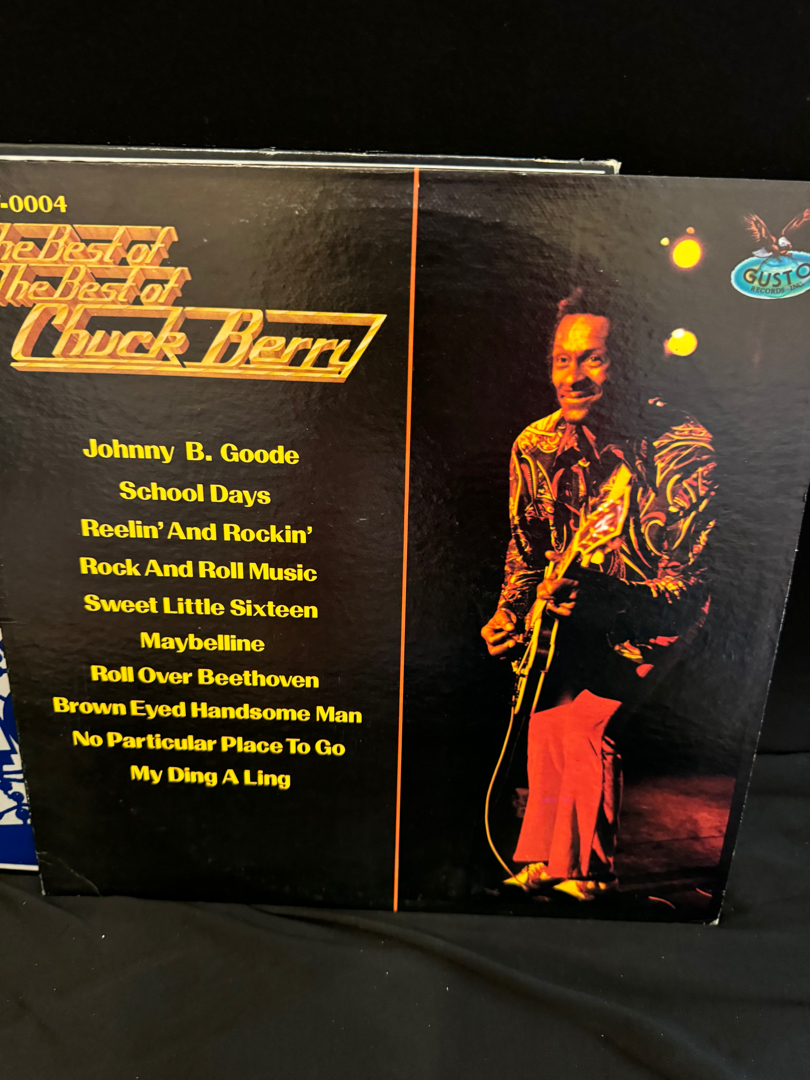 -0004
The Best of
The Best of
Chuck Berry
GUSTO
RECORDS INC.
Johnny B. Goode
School Days
Reelin' And Rockin'
Rock And Roll Music
Sweet Little Sixteen
Maybelline
Roll Over Beethoven
Brown Eyed Handsome Man
No Particular Place To Go
My Ding A Ling